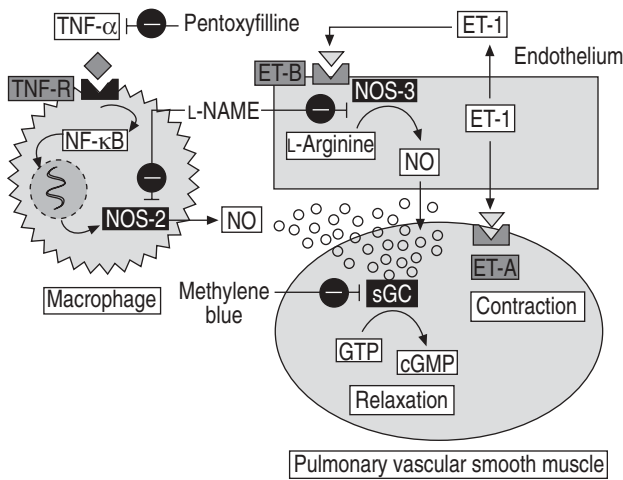 TNF-α
Pentoxyfilline
ET-1
Endothelium
ET-B
TNF-R
NOS-3
L-NAME
ET-1
NF-κB
L-Arginine
NO
NOS-2
NO
ET-A
Macrophage
Methylene
blue
sGC
Contraction
GTP
cGMP
Relaxation
Pulmonary vascular smooth muscle